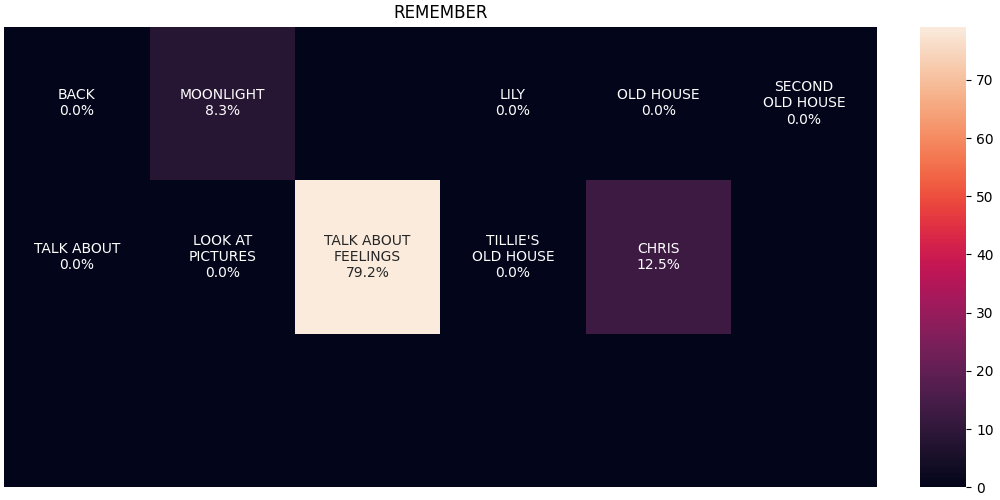 REMEMBER
BACK
0.0%
MOONLIGHT
8.3%
LILY
0.0%
OLD HOUSE
0.0%
SECOND
OLD HOUSE
0.0%
TALK ABOUT
0.0%
LOOK AT
PICTURES
0.0%
TALK ABOUT
FEELINGS
79.2%
TILLIE'S
OLD HOUSE
0.0%
CHRIS
12.5%
70
60
50
40
30
20
10
0